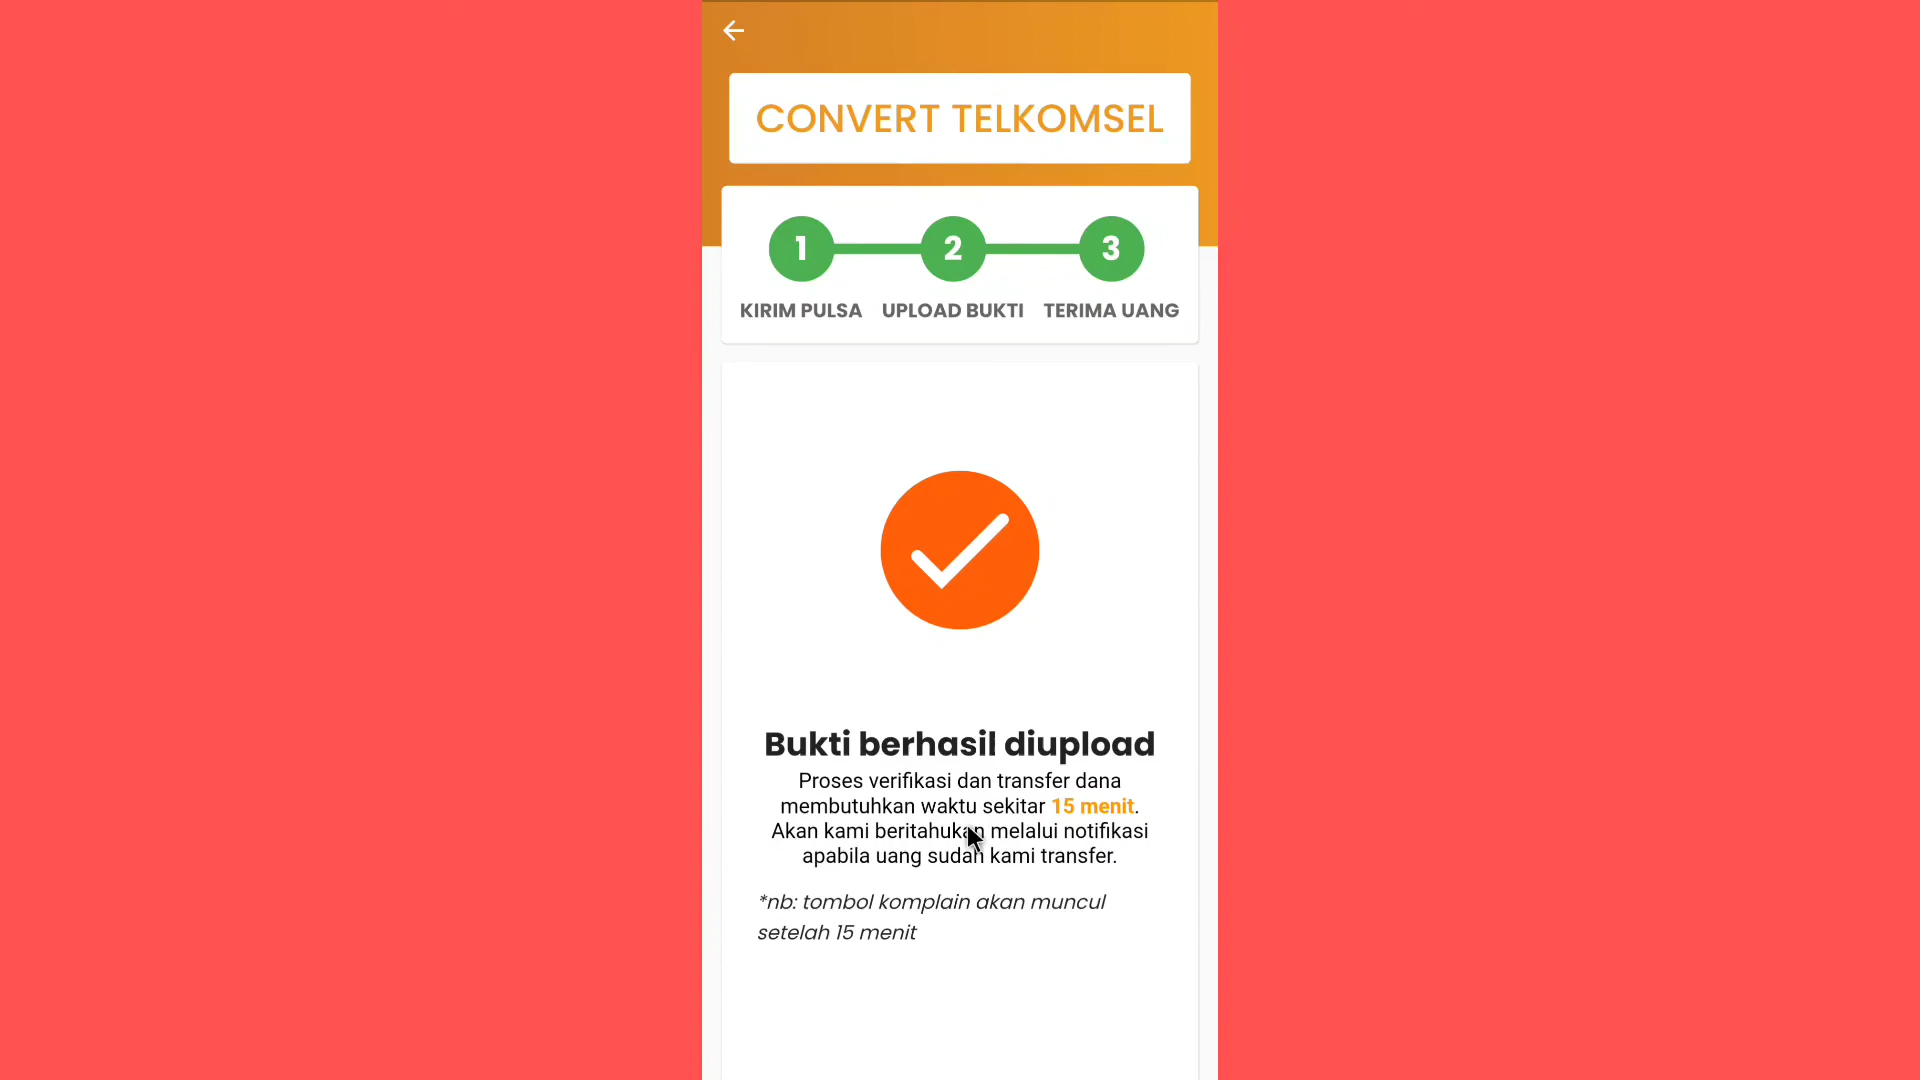 CONVERT TELKOMSEL
1 2 3
KIRIM PULSA UPLOAD BUKTI TERIMA UANG
Bukti berhasil diupload
Proses verifikasi dan transfer dana
membutuhkan waktu sekitar 15 menit.
Akan kami beritahukan melalui notifikasi
apabila uang sudah kami transfer.
*nb: tombol komplain akan muncul
setelah 15 menit